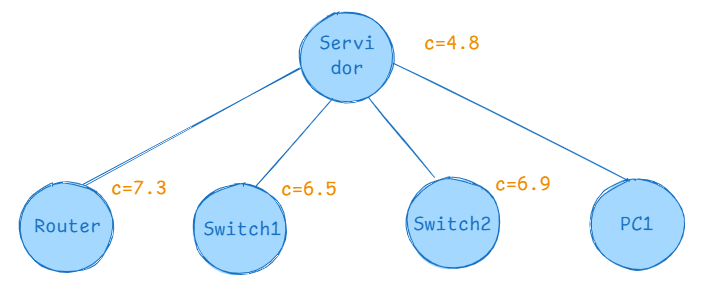 Servi
dor
c=4.8
c=7.3
c=6.5
c=6.9
Router
Switch1
Switch2
PC1